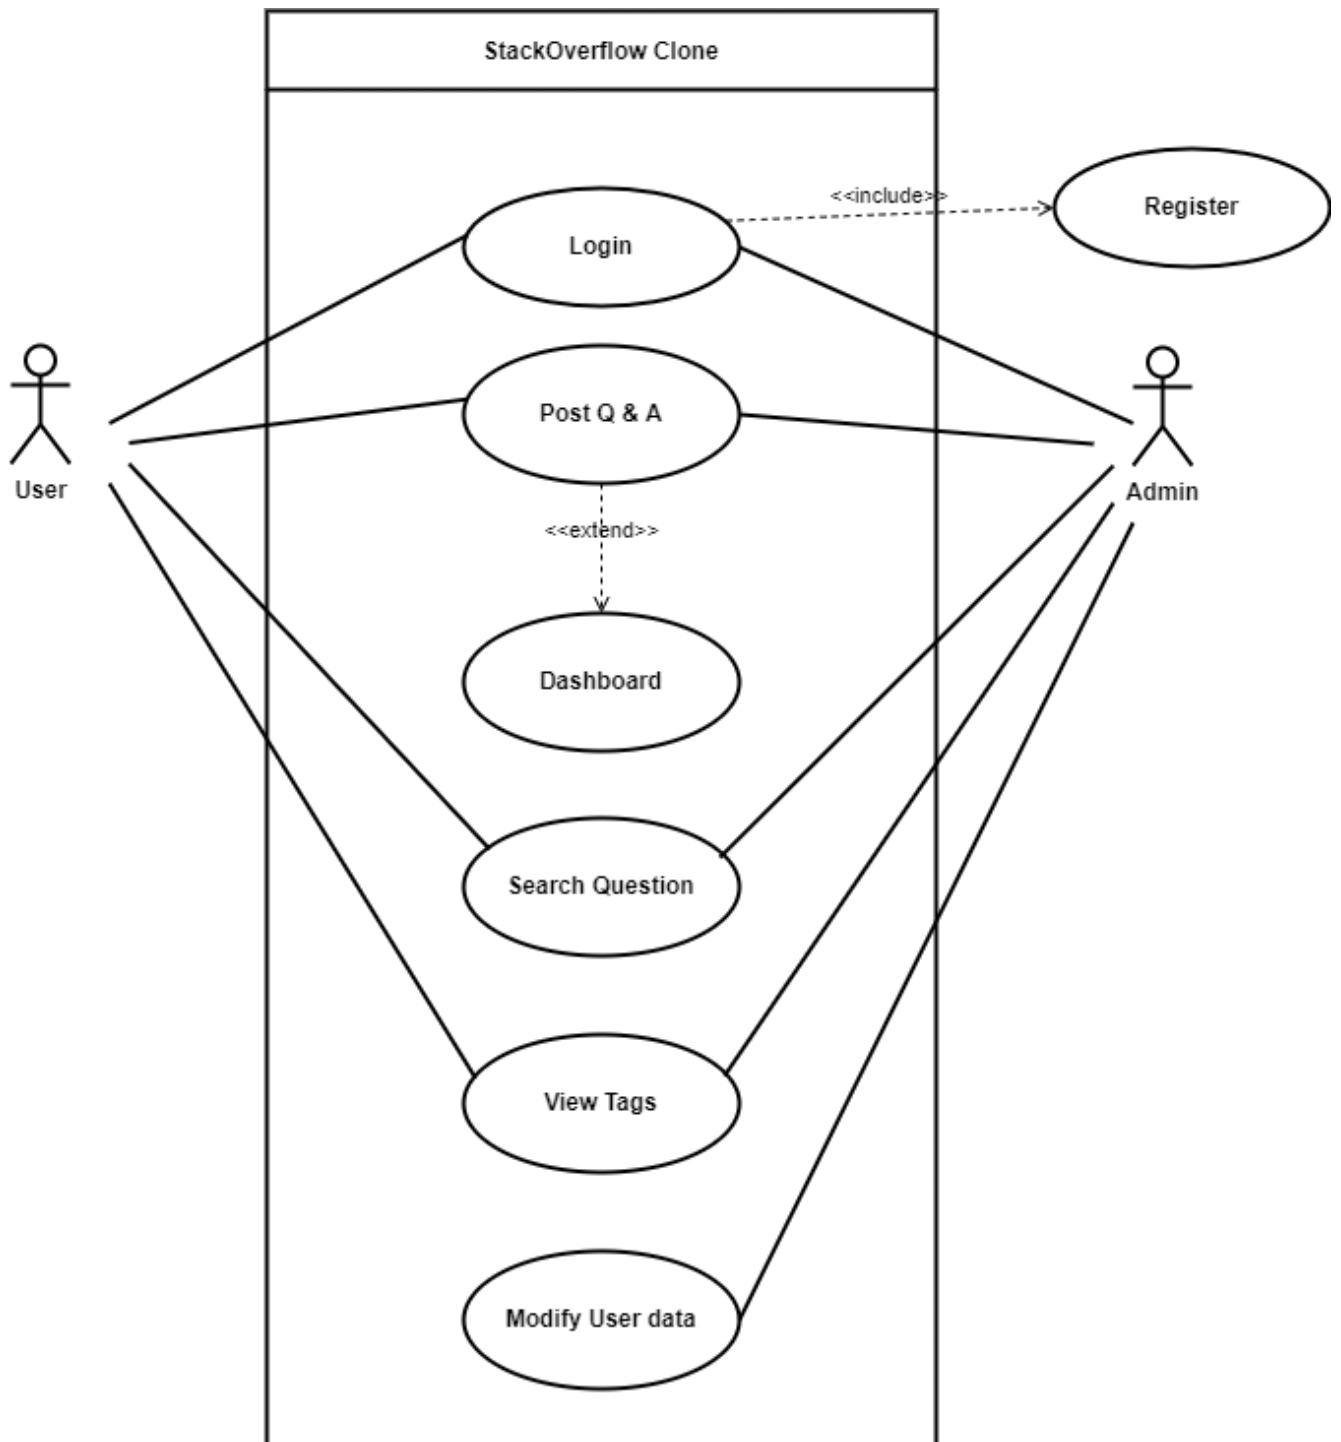 StackOverflow Clone
<<include>>
Register
Login
Post Q & A
User
Admin
<<extend>>
Dashboard
Search Question
View Tags
Modify User data